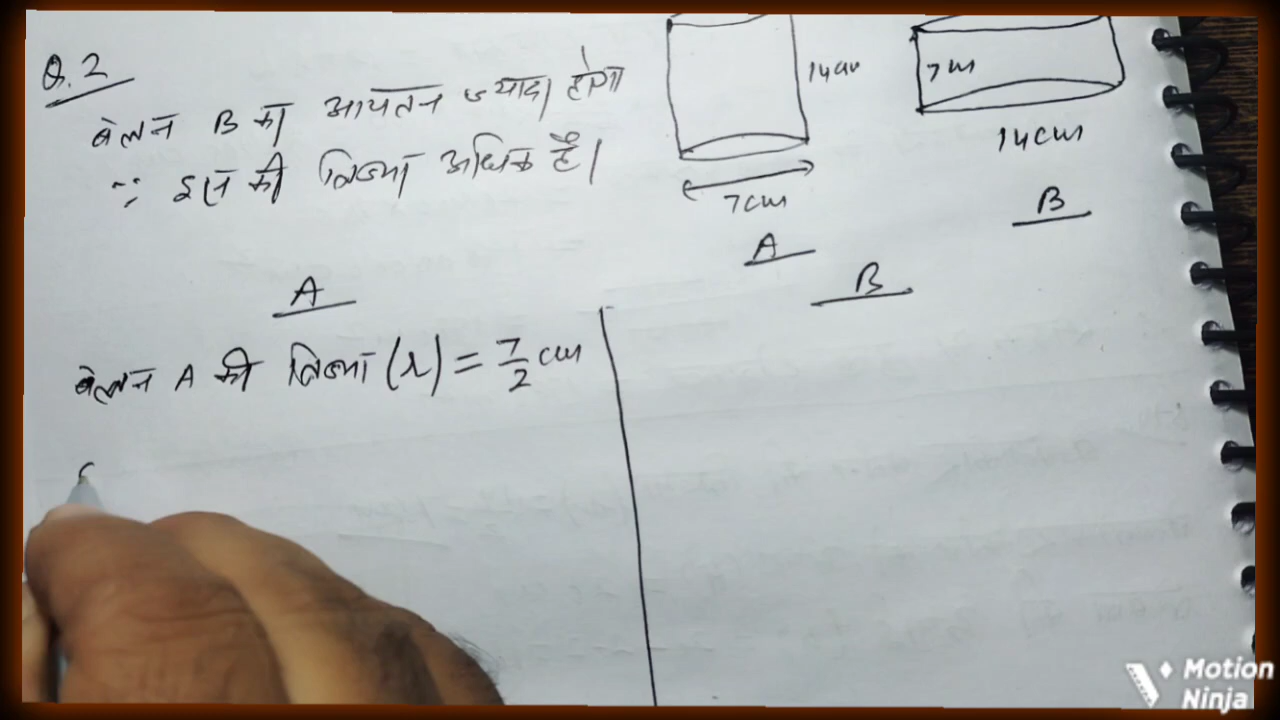 Q.2
बेलन B का आयतन ज्यादा होगा
∵ इस की त्रिज्या अधिक है।
14cm
7cm
A
7cm
14cm
B
A
बेलन A की त्रिज्या (r) = 7/2 cm
B
Motion
Ninja